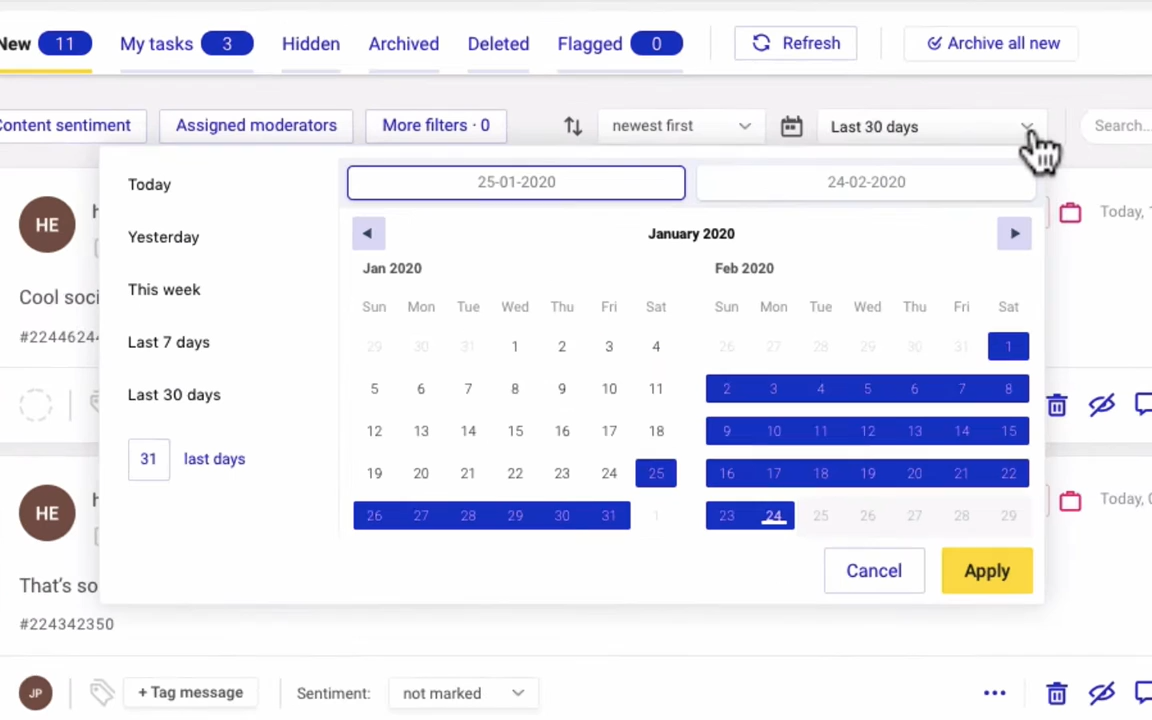 New 11 My tasks 3 Hidden Archived Deleted Flagged 0 Refresh Archive all new
Content sentiment Assigned moderators More filters · 0 newest first Last 30 days Search...
Today 25-01-2020 24-02-2020
HE Today,
Yesterday January 2020
Jan 2020 Feb 2020
This week
Sun Mon Tue Wed Thu Fri Sat Sun Mon Tue Wed Thu Fri Sat
Cool soci
#2244624
Last 7 days
29 30 31 1 2 3 4 26 27 28 29 30 31 1
Last 30 days
5 6 7 8 9 10 11 2 3 4 5 6 7 8
12 13 14 15 16 17 18 9 10 11 12 13 14 15
31 last days
19 20 21 22 23 24 25 16 17 18 19 20 21 22
HE Today,
26 27 28 29 30 31 1 23 24 25 26 27 28 29
Cancel Apply
That's so
#224342350
JP + Tag message Sentiment: not marked